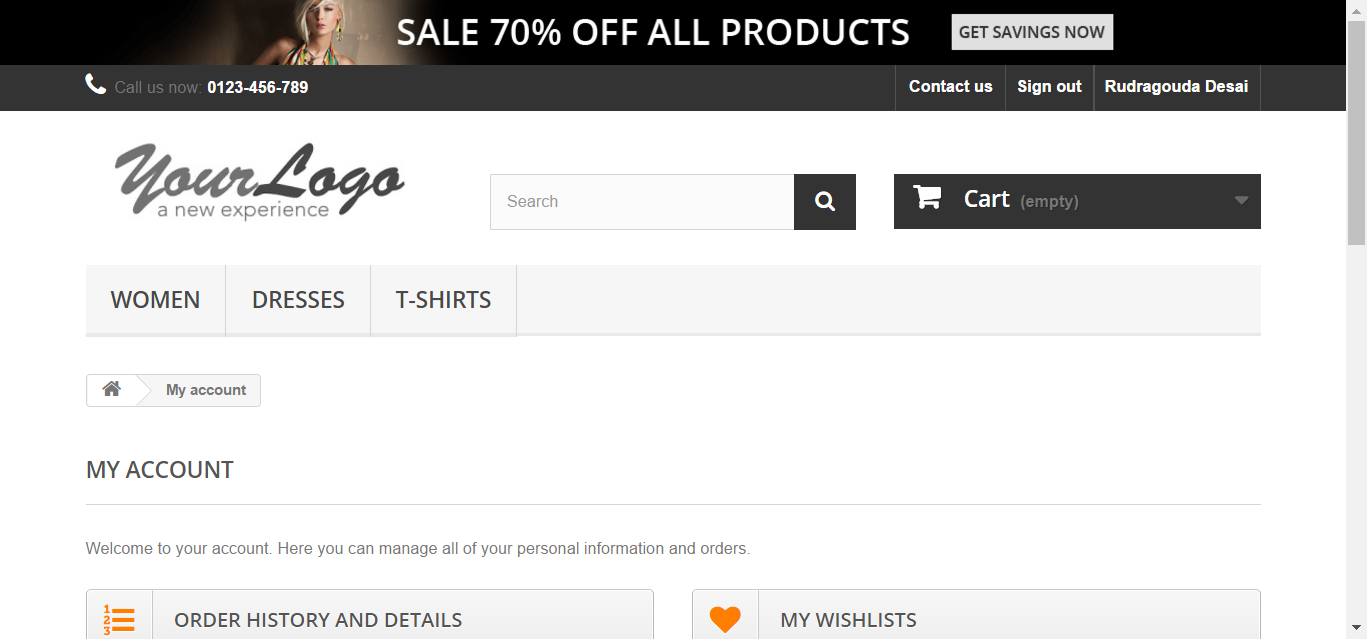 SALE 70% OFF ALL PRODUCTS GET SAVINGS NOW
Call us now: 0123-456-789 Contact us Sign out Rudragouda Desai
YourLogo
a new experience
Search Cart (empty)
WOMEN DRESSES T-SHIRTS
My account
MY ACCOUNT
Welcome to your account. Here you can manage all of your personal information and orders.
1
2
3
ORDER HISTORY AND DETAILS MY WISHLISTS